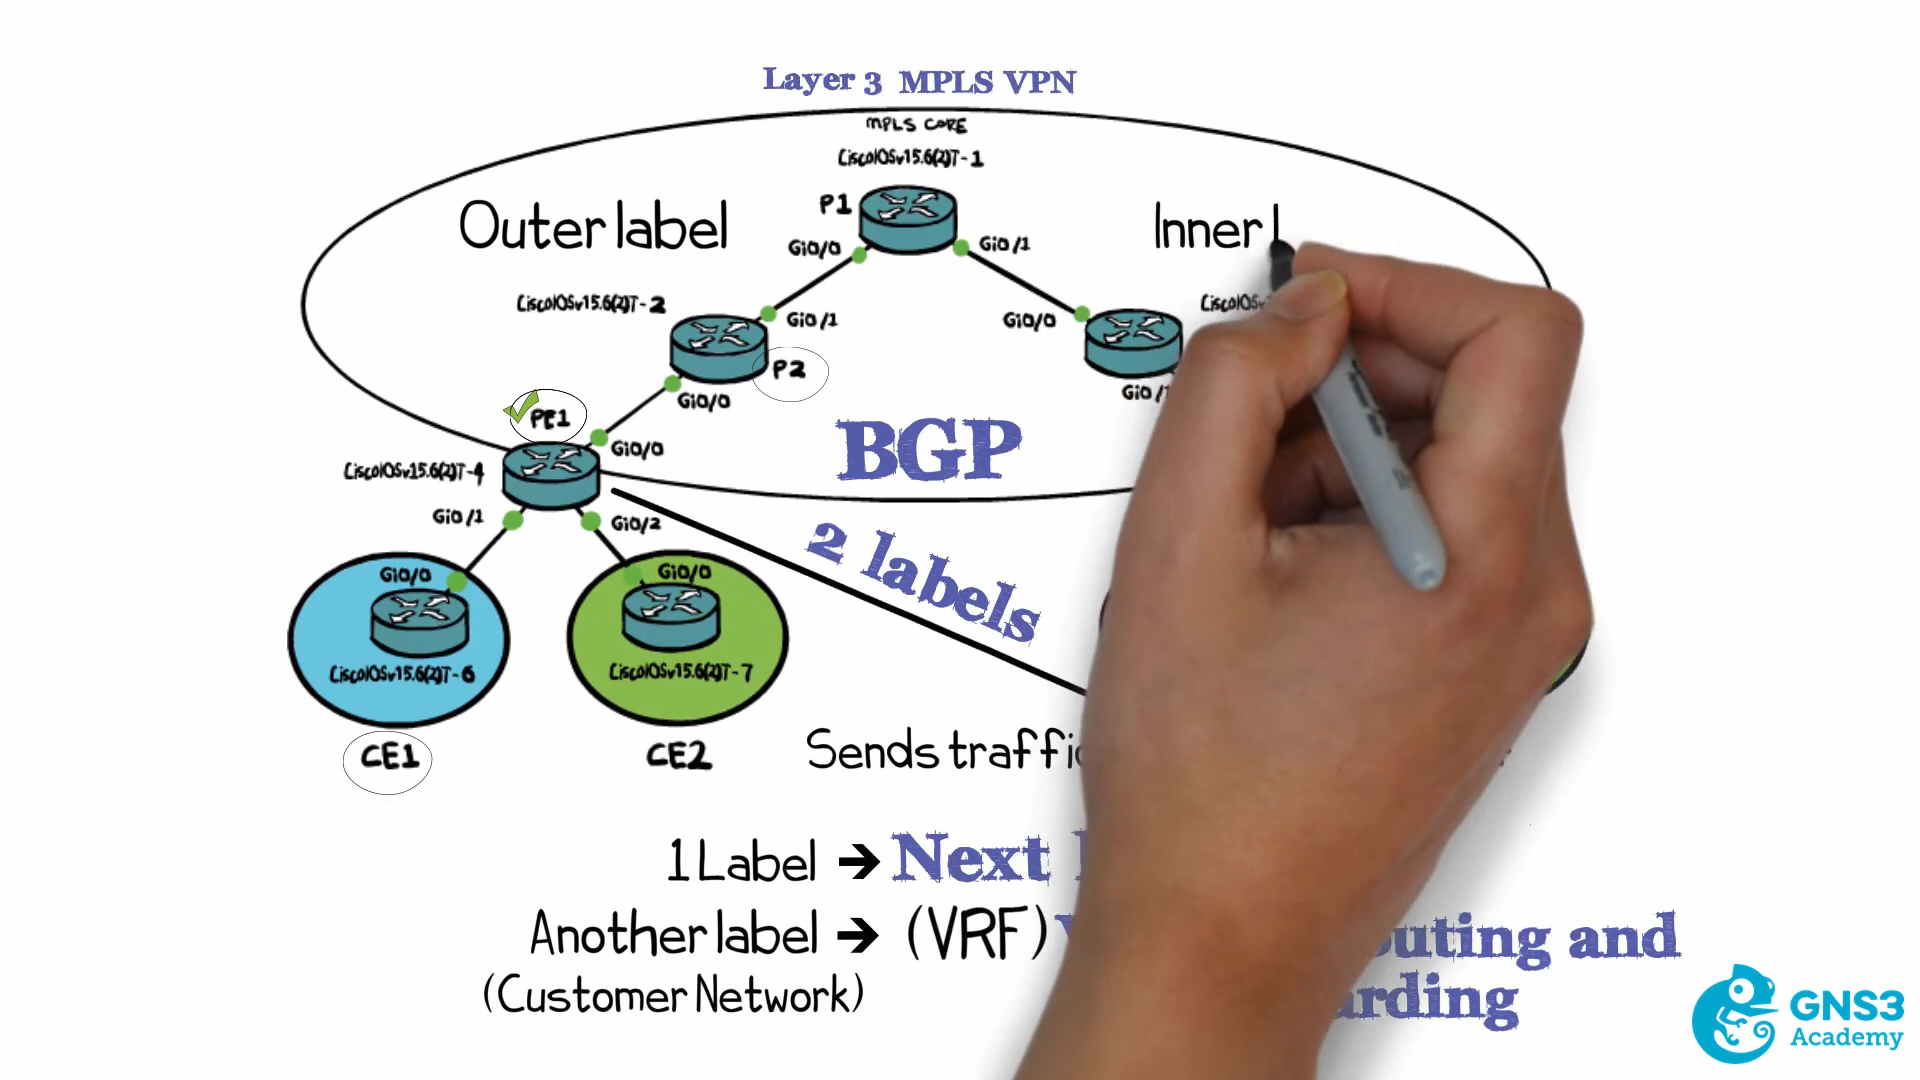 Layer 3 MPLS VPN
MPLS CORE
CiscoIOSv15.6(2)T-1
P1
Outer label
Inner
Gi0/0
Gi0/1
CiscoIOSv15.6(2)T-2
Gi0/1
Gi0/0
P2
PE1
Gi0/0
Gi0/0
CiscoIOSv15.6(2)T-4
BGP
Gi0/1
Gi0/2
2 labels
Gi0/0
Gi0/0
CiscoIOSv15.6(2)T-6
CiscoIOSv15.6(2)T-7
CE1
CE2
Sends
1 Label → Next
Another label → (VRF)
and
(Customer Network)
GNS3
Academy